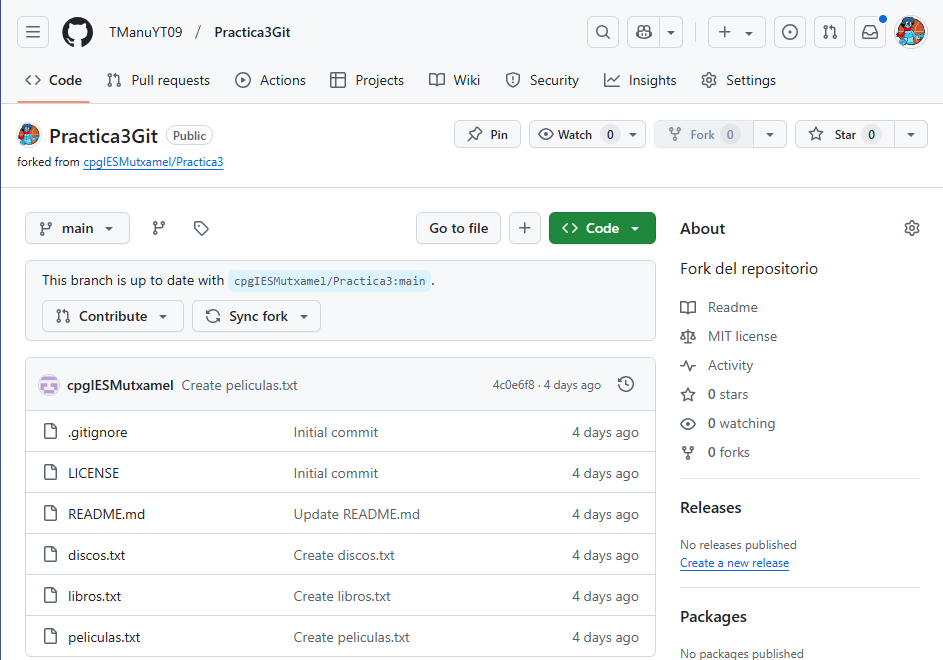 TManuYT09 / Practica3Git
Code Pull requests Actions Projects Wiki Security Insights Settings
Practica3Git Public Pin Watch 0 Fork 0 Star 0
forked from cpgIESMutxamel/Practica3
main Go to file Code
This branch is up to date with cpgIESMutxamel/Practica3:main .
Contribute Sync fork
cpgIESMutxamel Create peliculas.txt 4c0e6f8 · 4 days ago
.gitignore Initial commit 4 days ago
LICENSE Initial commit 4 days ago
README.md Update README.md 4 days ago
discos.txt Create discos.txt 4 days ago
libros.txt Create libros.txt 4 days ago
peliculas.txt Create peliculas.txt 4 days ago
About
Fork del repositorio
Readme
MIT license
Activity
0 stars
0 watching
0 forks
Releases
No releases published
Create a new release
Packages
No packages published